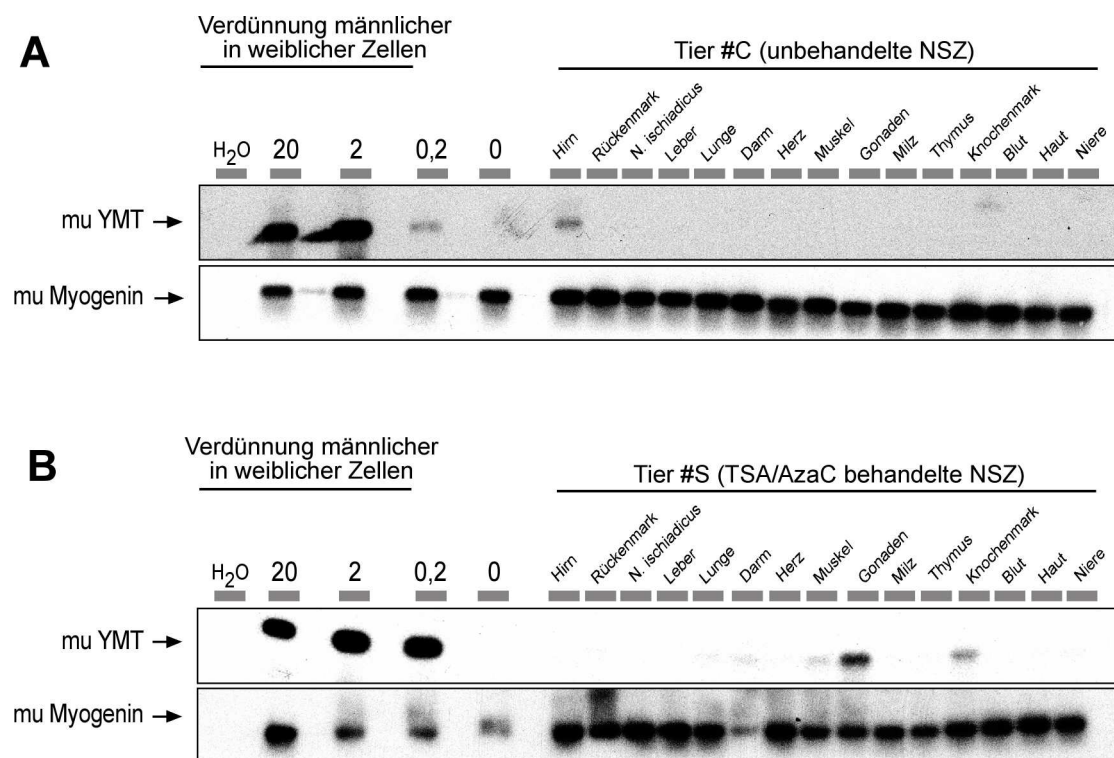 A
Verdünnung männlicher
in weiblicher Zellen
Tier #C (unbehandelte NSZ)
H2O 20 2 0,2 0 Hirn Rückenmark N. ischiadicus Leber Lunge Darm Herz Muskel Gonaden Milz Thymus Knochenmark Blut Haut Niere
mu YMT
mu Myogenin
B
Verdünnung männlicher
in weiblicher Zellen
Tier #S (TSA/AzaC behandelte NSZ)
H2O 20 2 0,2 0 Hirn Rückenmark N. ischiadicus Leber Lunge Darm Herz Muskel Gonaden Milz Thymus Knochenmark Blut Haut Niere
mu YMT
mu Myogenin